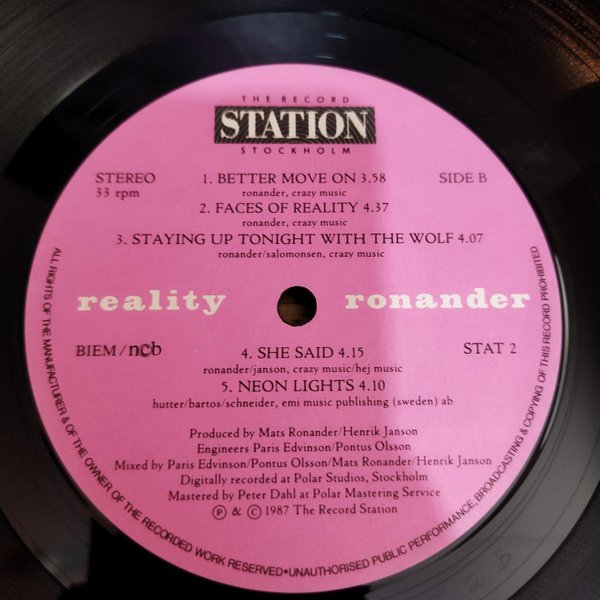 THE RECORD
STATION
STOCKHOLM
STEREO
33 rpm
SIDE B
1. BETTER MOVE ON 3.58
ronander, crazy music
2. FACES OF REALITY 4.37
ronander, crazy music
3. STAYING UP TONIGHT WITH THE WOLF 4.07
ronander/salomonsen, crazy music
reality ronander
BIEM/ncb
STAT 2
4. SHE SAID 4.15
ronander/janson, crazy music/hej music
5. NEON LIGHTS 4.10
hutter/bartos/schneider, emi music publishing (sweden) ab
Produced by Mats Ronander/Henrik Janson
Engineers Paris Edvinson/Pontus Olsson
Mixed by Paris Edvinson/Pontus Olsson/Mats Ronander/Henrik Janson
Digitally recorded at Polar Studios, Stockholm
Mastered by Peter Dahl at Polar Mastering Service
Ⓟ & © 1987 The Record Station
ALL RIGHTS OF THE MANUFACTURER & OF THE OWNER OF THE RECORDED WORK RESERVED•UNAUTHORISED PUBLIC PERFORMANCE, BROADCASTING & COPYING OF THIS RECORD PROHIBITED